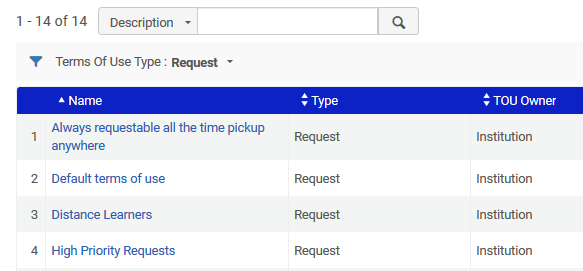 1 - 14 of 14 Description
Terms Of Use Type : Request
Name Type TOU Owner
1 Always requestable all the time pickup anywhere Request Institution
2 Default terms of use Request Institution
3 Distance Learners Request Institution
4 High Priority Requests Request Institution